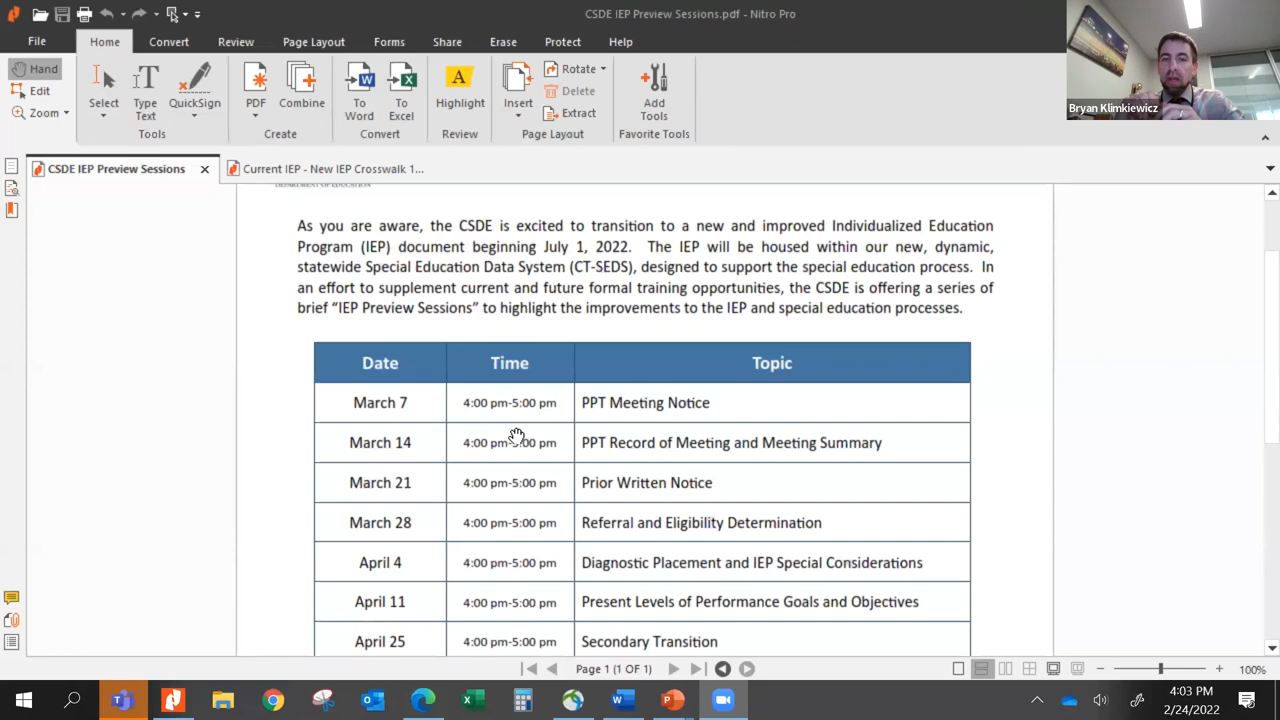 CSDE IEP Preview Sessions.pdf - Nitro Pro
File
Home
Convert
Review
Page Layout
Forms
Share
Erase
Protect
Help
Hand
Edit
Zoom
Select
Type
Text
QuickSign
Tools
PDF
Combine
Create
To
Word
To
Excel
Convert
Highlight
Review
Insert
Rotate
Delete
Extract
Page Layout
Add
Tools
Favorite Tools
Bryan Klimkiewicz
CSDE IEP Preview Sessions
Current IEP - New IEP Crosswalk 1...
DEPARTMENT OF EDUCATION
As you are aware, the CSDE is excited to transition to a new and improved Individualized Education
Program (IEP) document beginning July 1, 2022. The IEP will be housed within our new, dynamic,
statewide Special Education Data System (CT-SEDS), designed to support the special education process. In
an effort to supplement current and future formal training opportunities, the CSDE is offering a series of
brief “IEP Preview Sessions” to highlight the improvements to the IEP and special education processes.
Date Time Topic
March 7 4:00 pm-5:00 pm PPT Meeting Notice
March 14 4:00 pm-5:00 pm PPT Record of Meeting and Meeting Summary
March 21 4:00 pm-5:00 pm Prior Written Notice
March 28 4:00 pm-5:00 pm Referral and Eligibility Determination
April 4 4:00 pm-5:00 pm Diagnostic Placement and IEP Special Considerations
April 11 4:00 pm-5:00 pm Present Levels of Performance Goals and Objectives
April 25 4:00 pm-5:00 pm Secondary Transition
Page 1 (1 OF 1)
100%
4:03 PM
2/24/2022